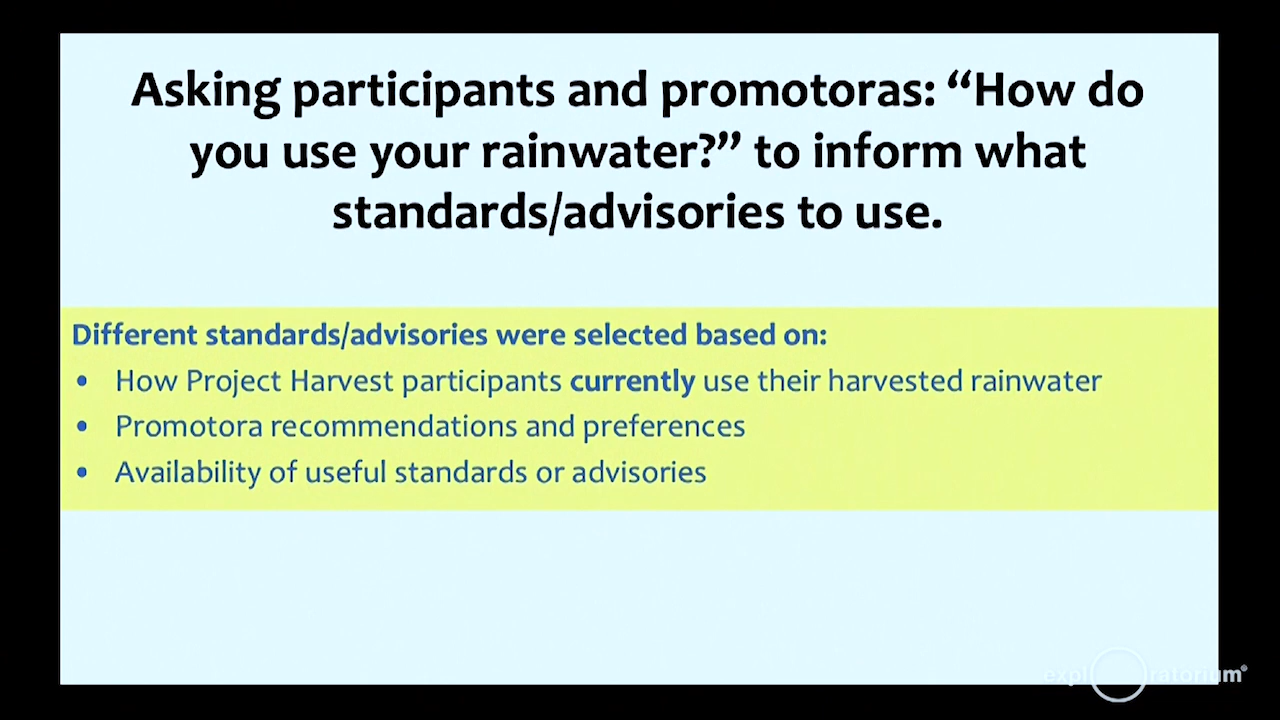 Asking participants and promotoras: “How do
you use your rainwater?” to inform what
standards/advisories to use.
Different standards/advisories were selected based on:
• How Project Harvest participants currently use their harvested rainwater
• Promotora recommendations and preferences
• Availability of useful standards or advisories
exploratorium®